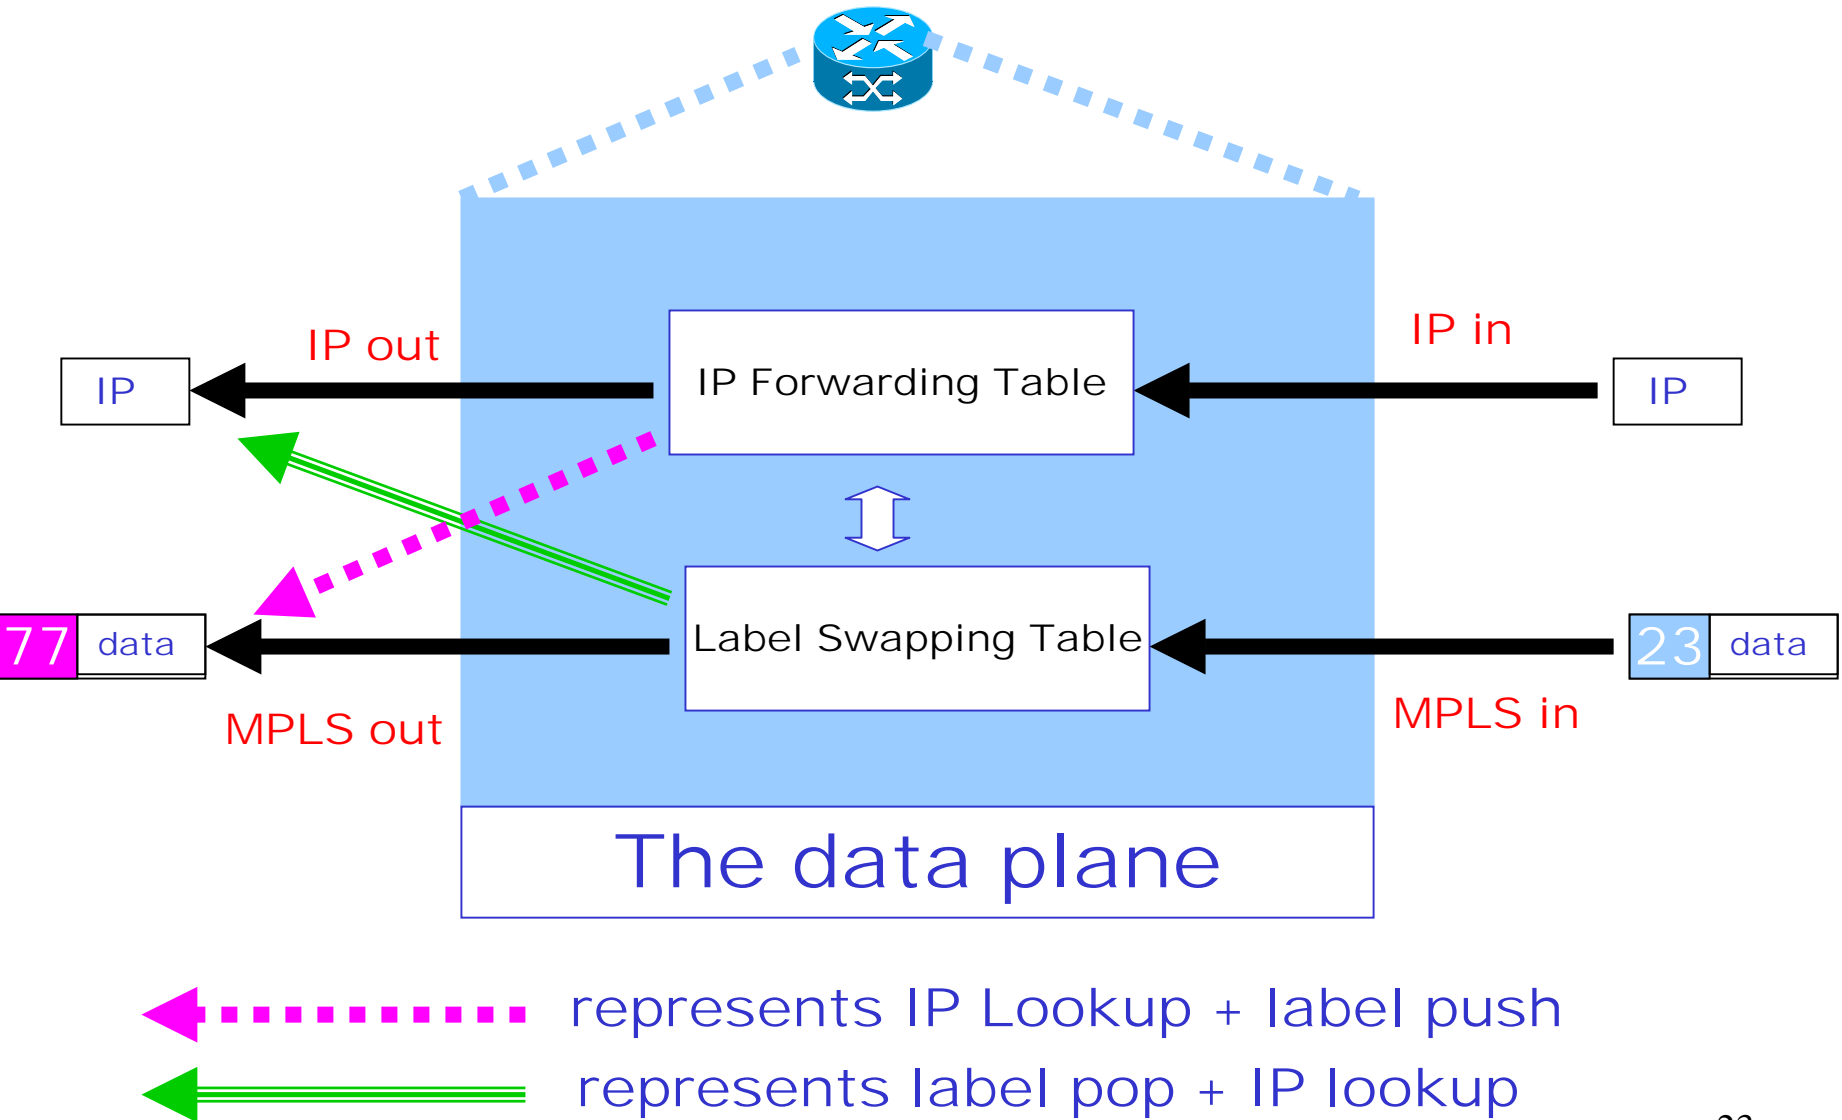 IP in
IP out
IP Forwarding Table
IP
IP
Label Swapping Table
77
data
23
data
MPLS in
MPLS out
The data plane
represents IP Lookup + label push
represents label pop + IP lookup